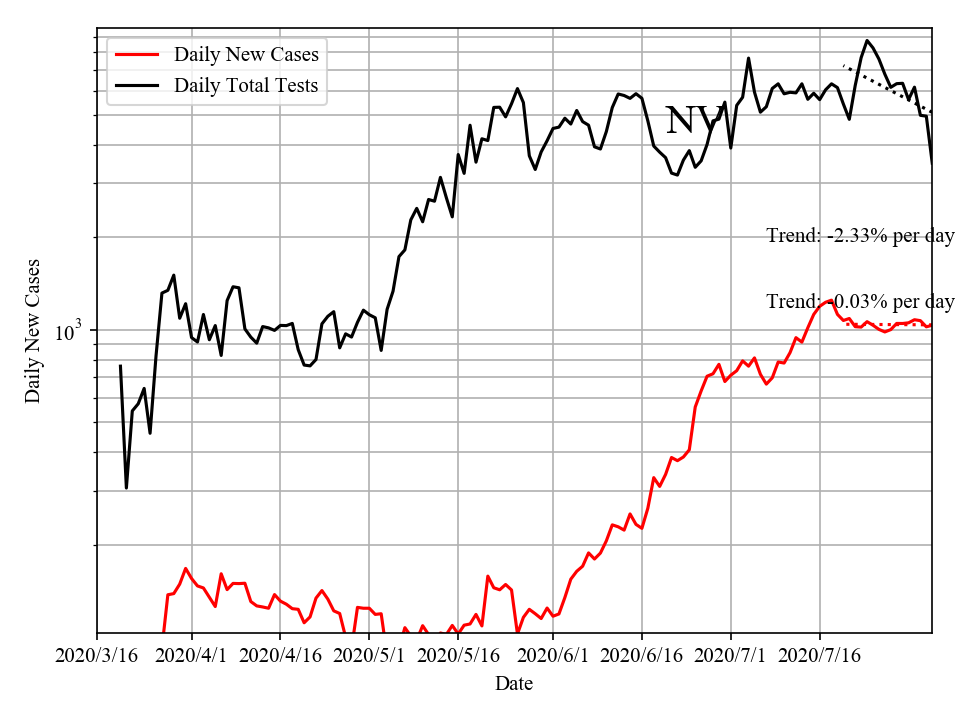 Daily New Cases
Daily Total Tests
NV
Trend: -2.33% per day
Trend: -0.03% per day
10^3
Daily New Cases
2020/3/16 2020/4/1 2020/4/16 2020/5/1 2020/5/16 2020/6/1 2020/6/16 2020/7/1 2020/7/16
Date